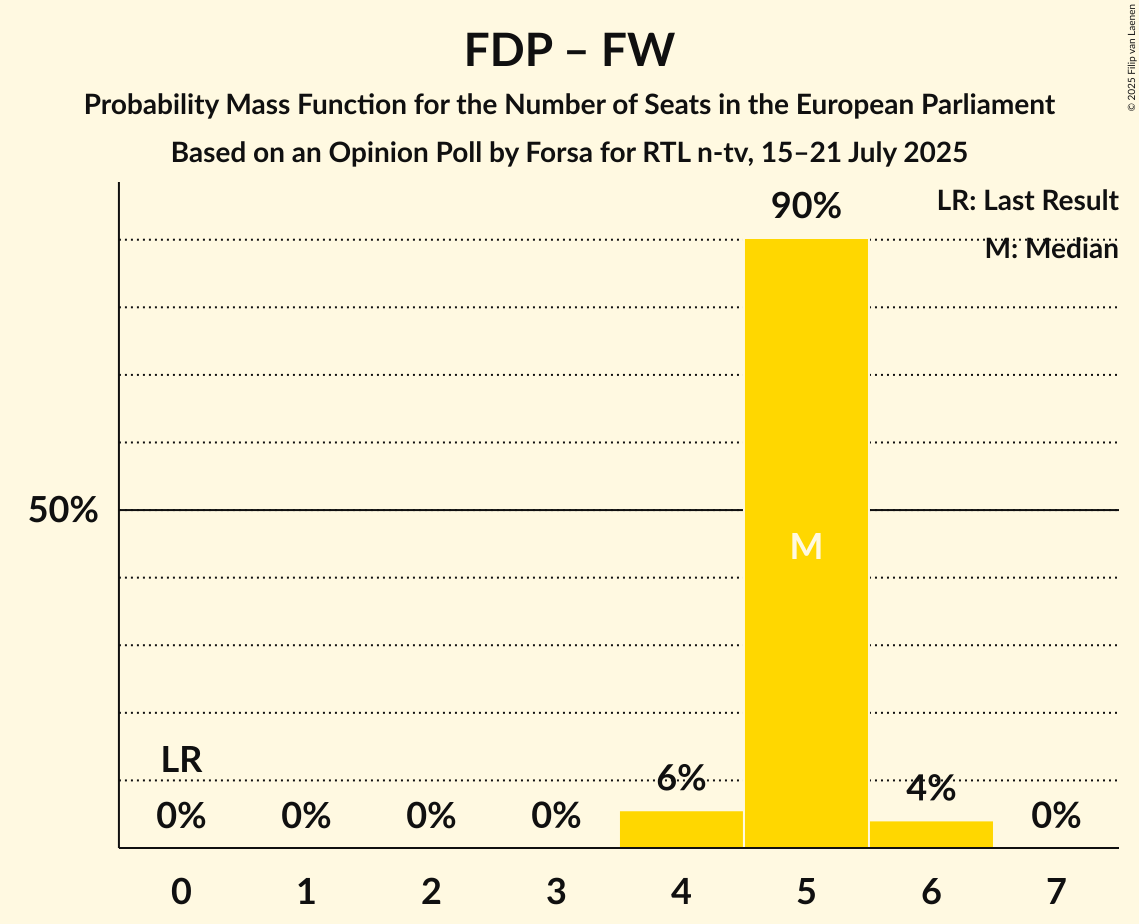 FDP – FW
Probability Mass Function for the Number of Seats in the European Parliament
Based on an Opinion Poll by Forsa for RTL n-tv, 15–21 July 2025
© 2025 Filip van Laenen
LR: Last Result
M: Median
90%
50%
M
LR
0% 0% 0% 0% 6% 4% 0%
0 1 2 3 4 5 6 7